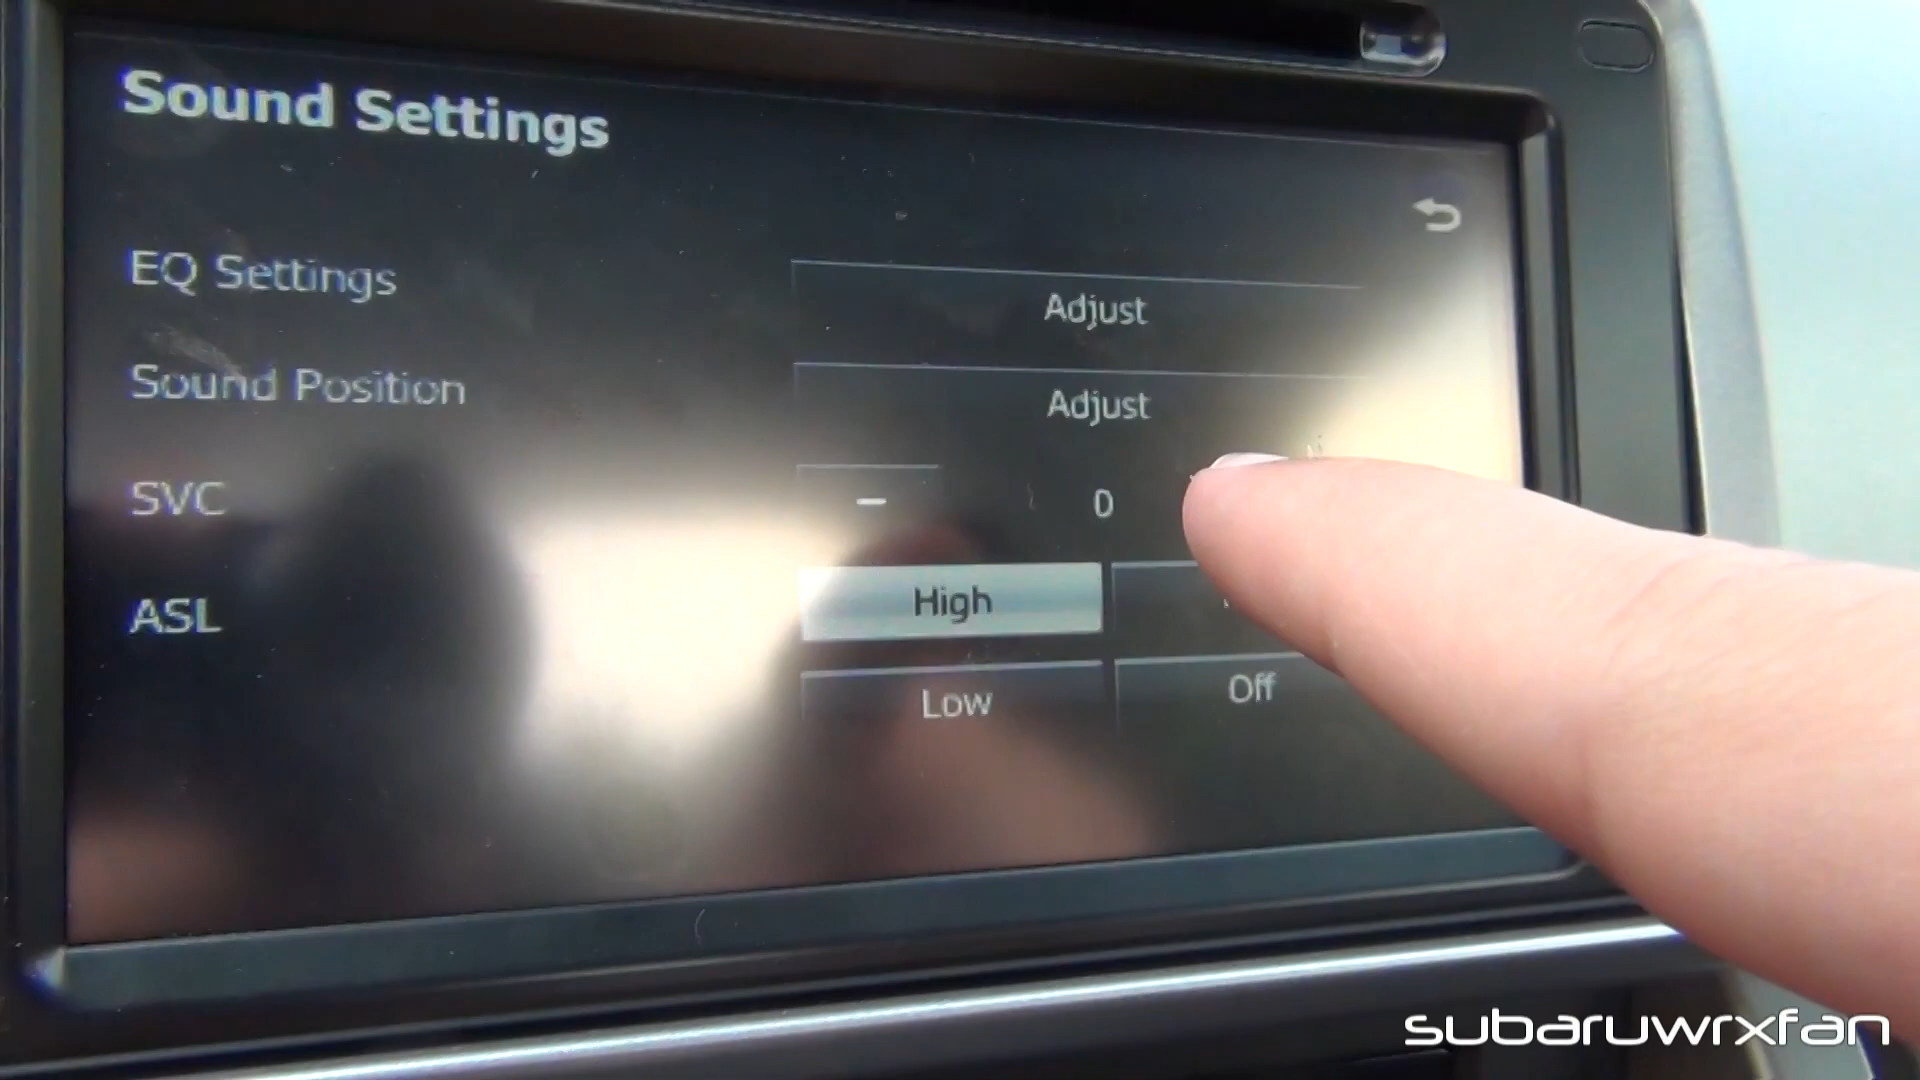 Sound Settings
EQ Settings
Adjust
Sound Position
Adjust
SVC
− 0
ASL
High
Low
Off
subaruwrxfan